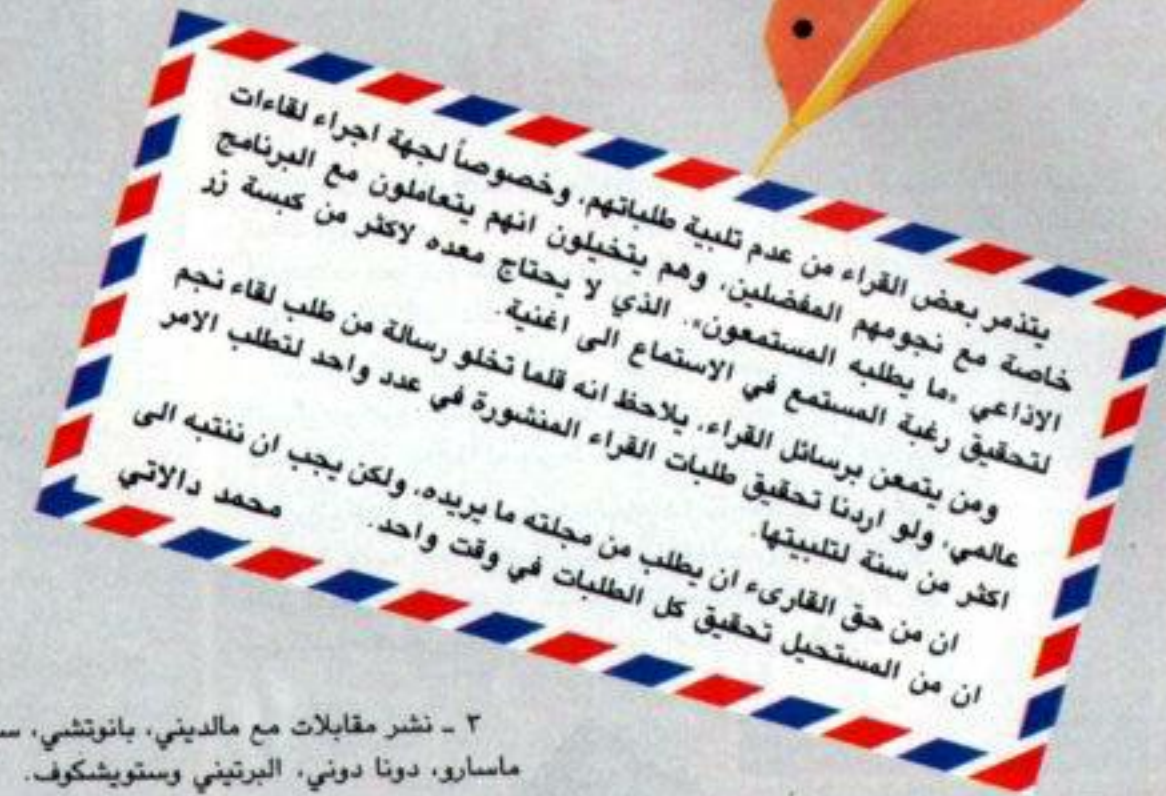 يتذمر بعض القراء من عدم تلبية طلباتهم، وخصوصاً لجهة اجراء لقاءات
خاصة مع نجومهم المفضلين، وهم يتخيلون انهم يتعاملون مع البرنامج
الاذاعي «ما يطلبه المستمعون»، الذي لا يحتاج معده لاكثر من كبسة زر
لتحقيق رغبة المستمع في الاستماع الى اغنية.
ومن يتمعن برسائل القراء، يلاحظ انه قلما تخلو رسالة من طلب لقاء نجم
عالمي، ولو اردنا تحقيق طلبات القراء المنشورة في عدد واحد لتطلب الامر
اكثر من سنة لتلبيتها.
ان من حق القارىء ان يطلب من مجلته ما يريده، ولكن يجب ان ننتبه الى
ان من المستحيل تحقيق كل الطلبات في وقت واحد.
محمد دالاتي
٣ ـ نشر مقابلات مع مالديني، بانوتشي،
ماسارو، دونا دوني، البرتيني وستويشكوف.